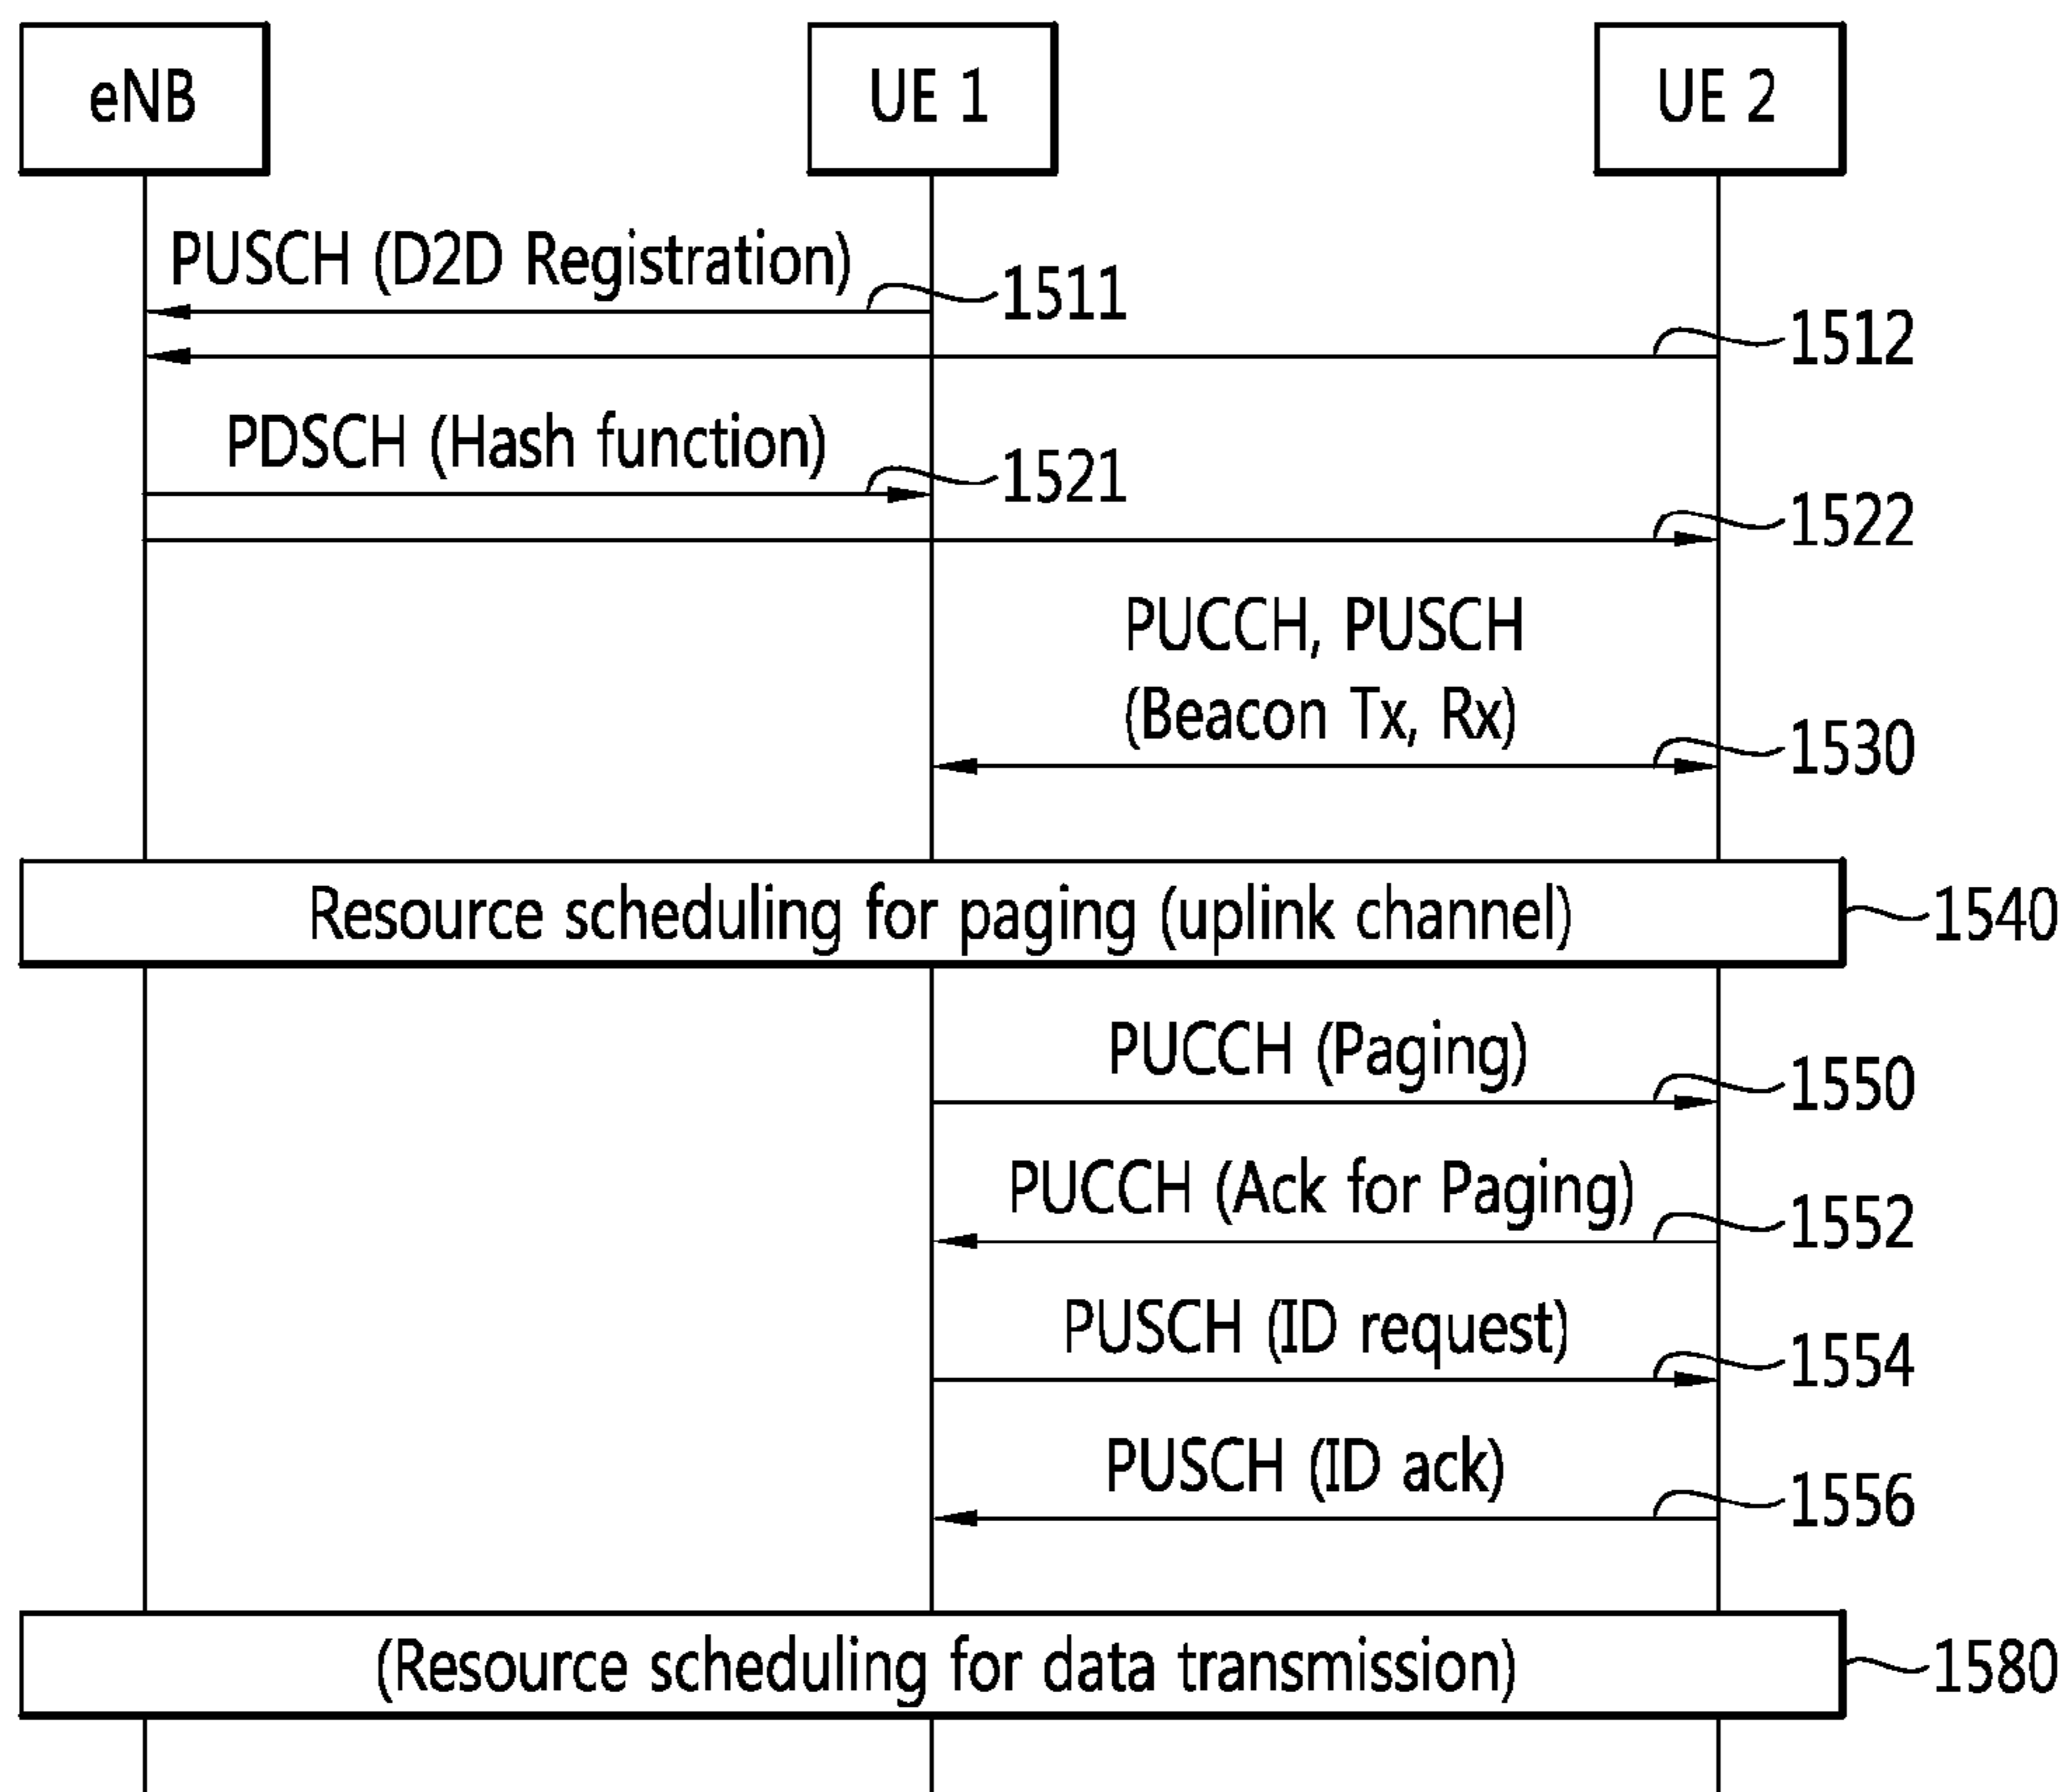 eNB
UE 1
UE 2
PUSCH (D2D Registration)
1511
1512
PDSCH (Hash function)
1521
1522
PUCCH, PUSCH
(Beacon Tx, Rx)
1530
Resource scheduling for paging (uplink channel)
1540
PUCCH (Paging)
1550
PUCCH (Ack for Paging)
1552
PUSCH (ID request)
1554
PUSCH (ID ack)
1556
(Resource scheduling for data transmission)
1580